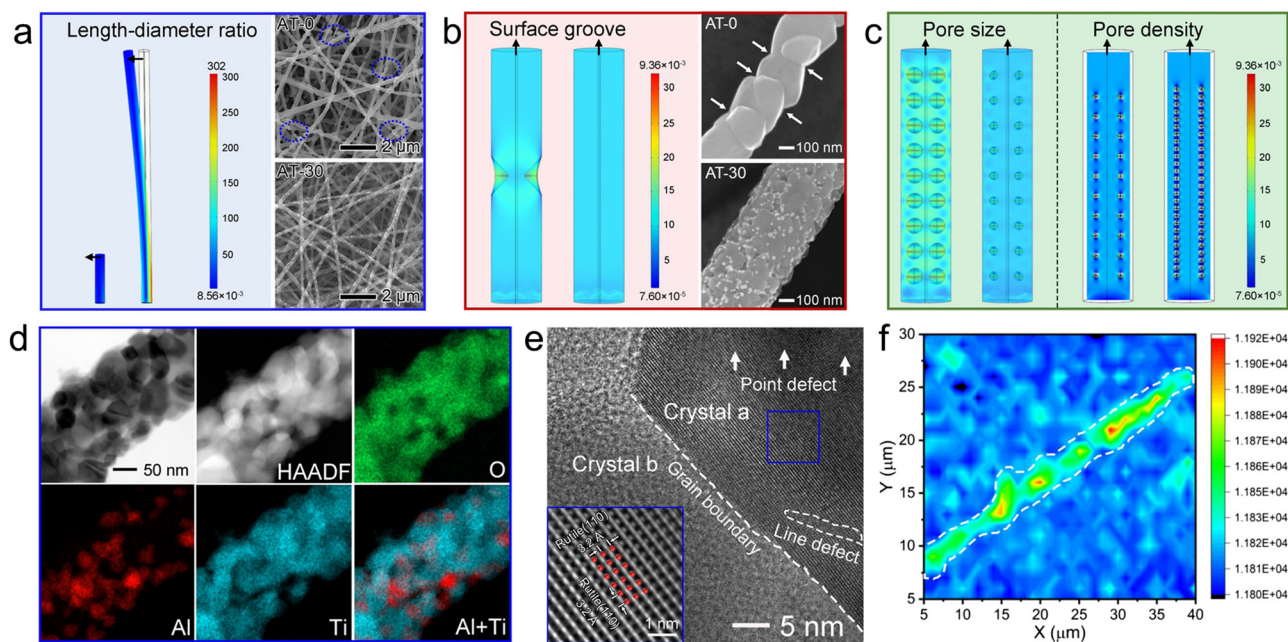 a
Length-diameter ratio
302
300
250
200
150
100
50
8.56×10⁻³
AT-0
2 μm
AT-30
2 μm
b
Surface groove
9.36×10⁻³
30
20
15
10
5
7.60×10⁻⁵
AT-0
100 nm
AT-30
100 nm
c
Pore size
Pore density
9.36×10⁻³
30
20
15
10
5
7.60×10⁻⁵
d
50 nm
HAADF
O
Al
Ti
Al+Ti
e
Point defect
Crystal a
Crystal b
Grain boundary
Line defect
Rutile(110)
3.2 Å
Rutile(110)
3.2 Å
1 nm
5 nm
f
30
25
20
15
10
5
Y (μm)
5
10
15
20
25
30
35
40
X (μm)
1.192E+04
1.190E+04
1.189E+04
1.188E+04
1.187E+04
1.186E+04
1.185E+04
1.184E+04
1.183E+04
1.182E+04
1.181E+04
1.180E+04